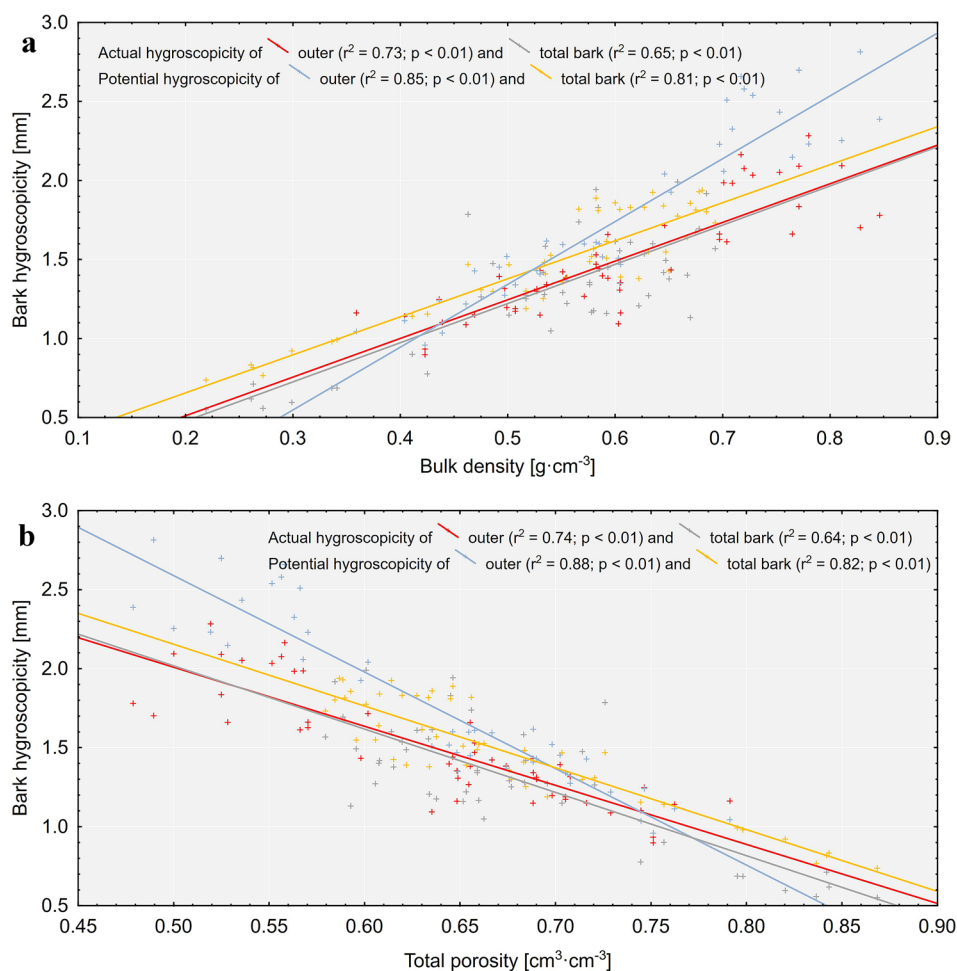 a
Actual hygroscopicity of outer (r² = 0.73; p < 0.01) and total bark (r² = 0.65; p < 0.01)
Potential hygroscopicity of outer (r² = 0.85; p < 0.01) and total bark (r² = 0.81; p < 0.01)
Bark hygroscopicity [mm]
3.0
2.5
2.0
1.5
1.0
0.5
0.1 0.2 0.3 0.4 0.5 0.6 0.7 0.8 0.9
Bulk density [g·cm⁻³]
b
Actual hygroscopicity of outer (r² = 0.74; p < 0.01) and total bark (r² = 0.64; p < 0.01)
Potential hygroscopicity of outer (r² = 0.88; p < 0.01) and total bark (r² = 0.82; p < 0.01)
Bark hygroscopicity [mm]
3.0
2.5
2.0
1.5
1.0
0.5
0.45 0.50 0.55 0.60 0.65 0.70 0.75 0.80 0.85 0.90
Total porosity [cm³·cm⁻³]